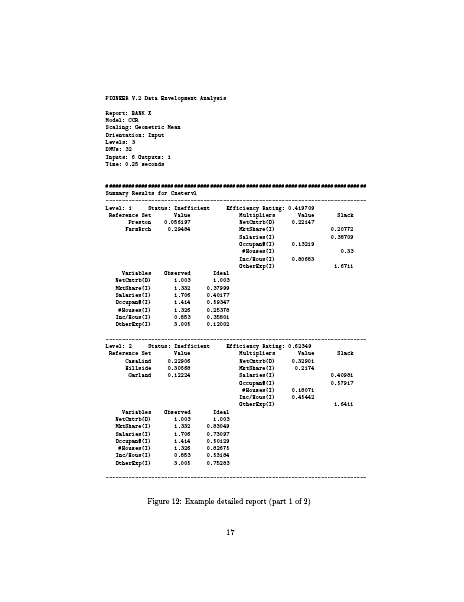 PIONEER V.2 Data Envelopment Analysis
Report: BANK X
Model: CCR
Scaling: Geometric Mean
Orientation: Input
Levels: 3
DMUs: 32
Inputs: 6 Outputs: 1
Time: 0.25 seconds
Summary Results for Cnetervl
Level: 1 Status: Inefficient Efficiency Rating: 0.419709
Reference Set Value Multipliers Value Slack
Preston 0.056197 NetCntrb(D) 0.22147
FarmBrch 0.29484 MktShare(I) 0.20772
Salaries(I) 0.38709
Occupan$(I) 0.13219
#Houses(I) 0.33
Inc/Hous(I) 0.80683
OtherExp(I) 1.6711
Variables Observed Ideal
NetCntrb(D) 1.003 1.003
MktShare(I) 1.332 0.37999
Salaries(I) 1.706 0.40177
Occupan$(I) 1.414 0.59347
#Houses(I) 1.326 0.25378
Inc/Hous(I) 0.853 0.35801
OtherExp(I) 3.005 0.12002
Level: 2 Status: Inefficient Efficiency Rating: 0.62349
Reference Set Value Multipliers Value Slack
CasaLind 0.22906 NetCntrb(D) 0.32901
Hillside 0.30568 MktShare(I) 0.2174
Garland 0.12224 Salaries(I) 0.40981
Occupan$(I) 0.57917
#Houses(I) 0.18071
Inc/Hous(I) 0.45442
OtherExp(I) 1.6411
Variables Observed Ideal
NetCntrb(D) 1.003 1.003
MktShare(I) 1.332 0.83049
Salaries(I) 1.706 0.73097
Occupan$(I) 1.414 0.50129
#Houses(I) 1.326 0.82675
Inc/Hous(I) 0.853 0.53184
OtherExp(I) 3.005 0.75283
Figure 12: Example detailed report (part 1 of 2)
17